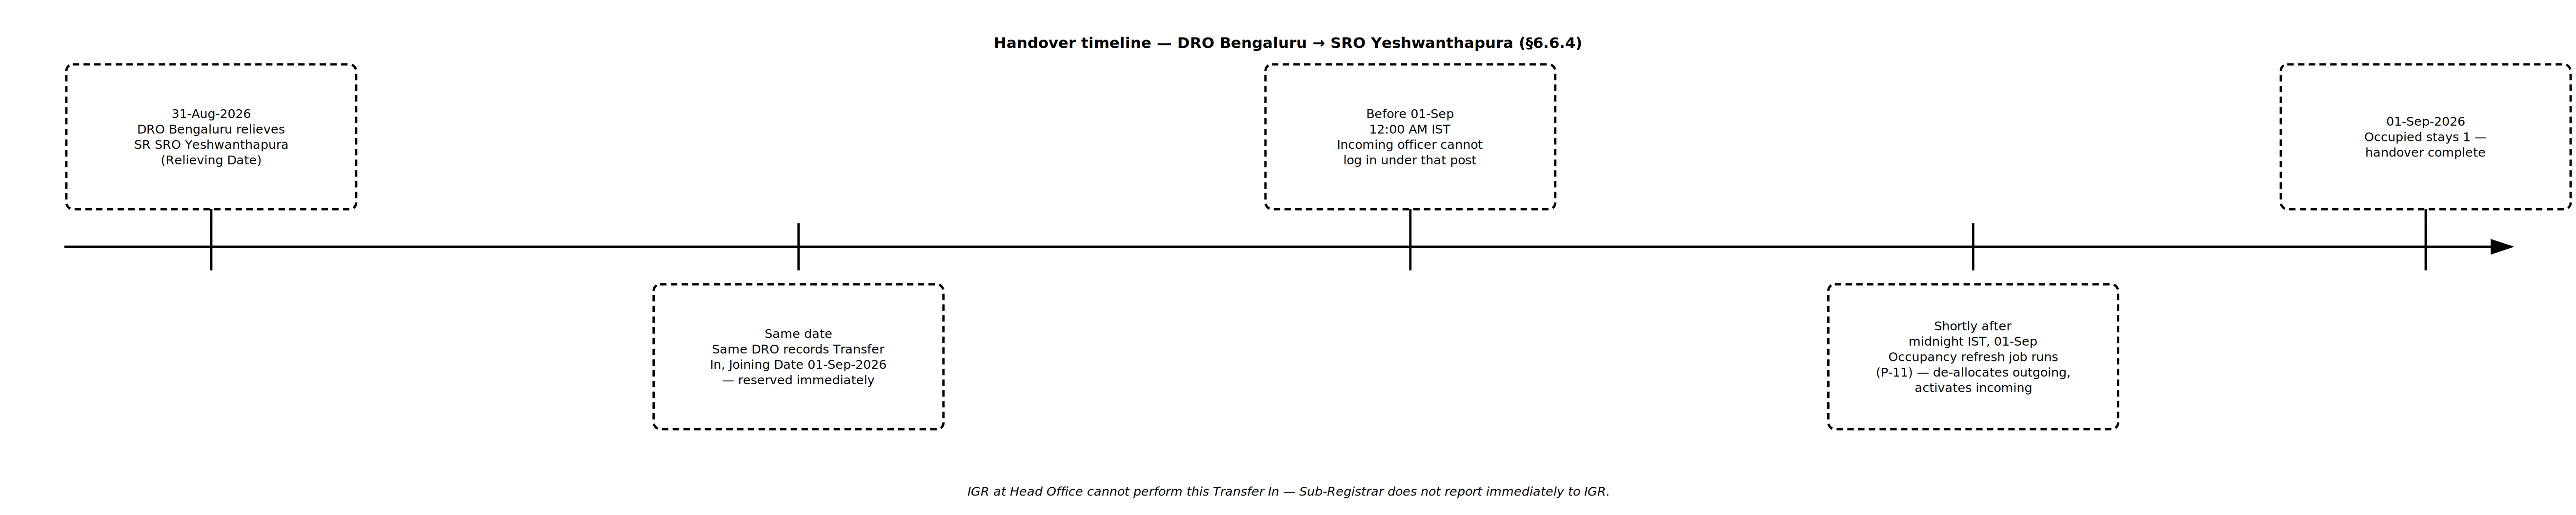 Handover timeline — DRO Bengaluru → SRO Yeshwanthapura (§6.6.4)
31-Aug-2026
DRO Bengaluru relieves
SR SRO Yeshwanthapura
(Relieving Date)
Same date
Same DRO records Transfer
In, Joining Date 01-Sep-2026
— reserved immediately
Before 01-Sep
12:00 AM IST
Incoming officer cannot
log in under that post
Shortly after
midnight IST, 01-Sep
Occupancy refresh job runs
(P-11) — de-allocates outgoing,
activates incoming
01-Sep-2026
Occupied stays 1 —
handover complete
IGR at Head Office cannot perform this Transfer In — Sub-Registrar does not report immediately to IGR.